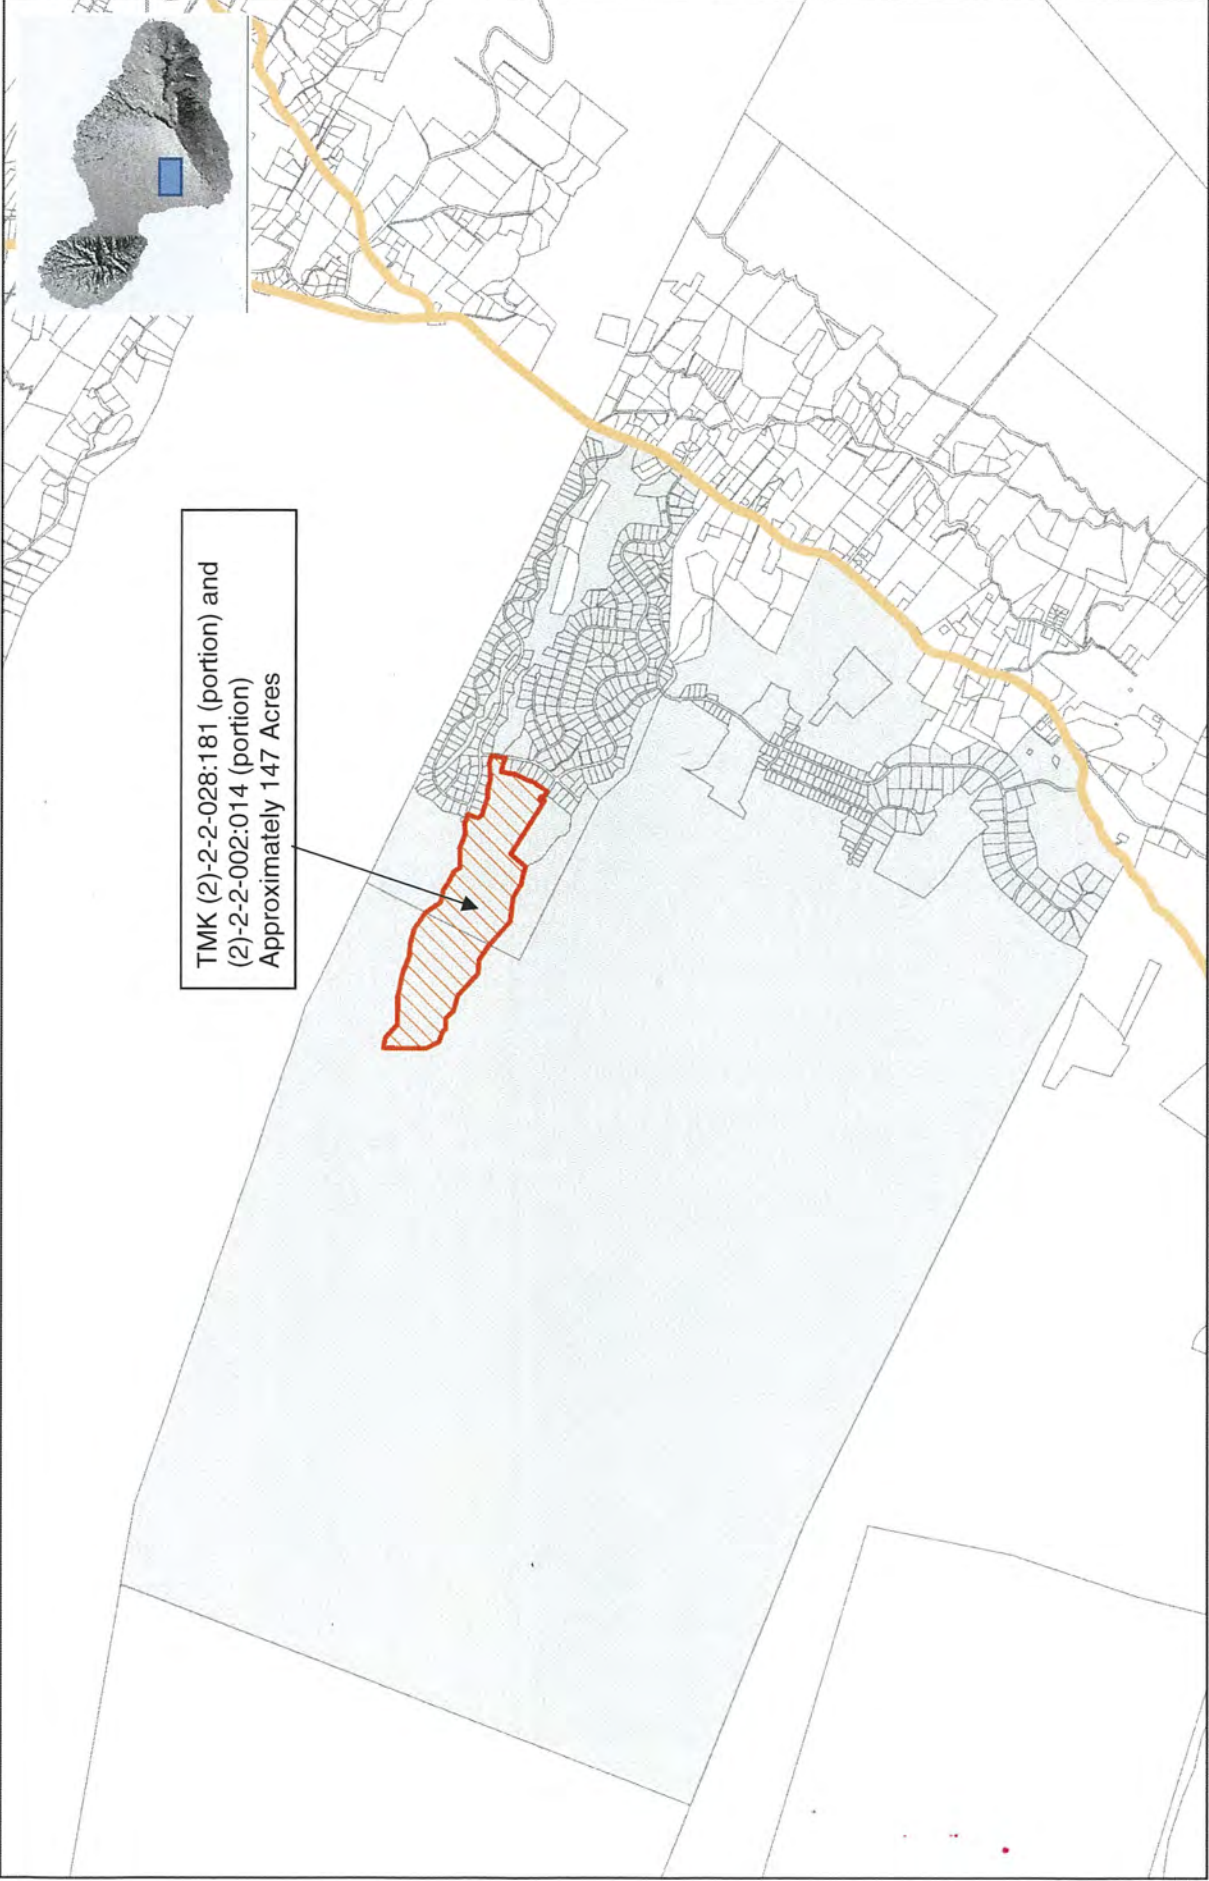 TMK (2)-2-2-028:181 (portion) and
(2)-2-2-002:014 (portion)
Approximately 147 Acres